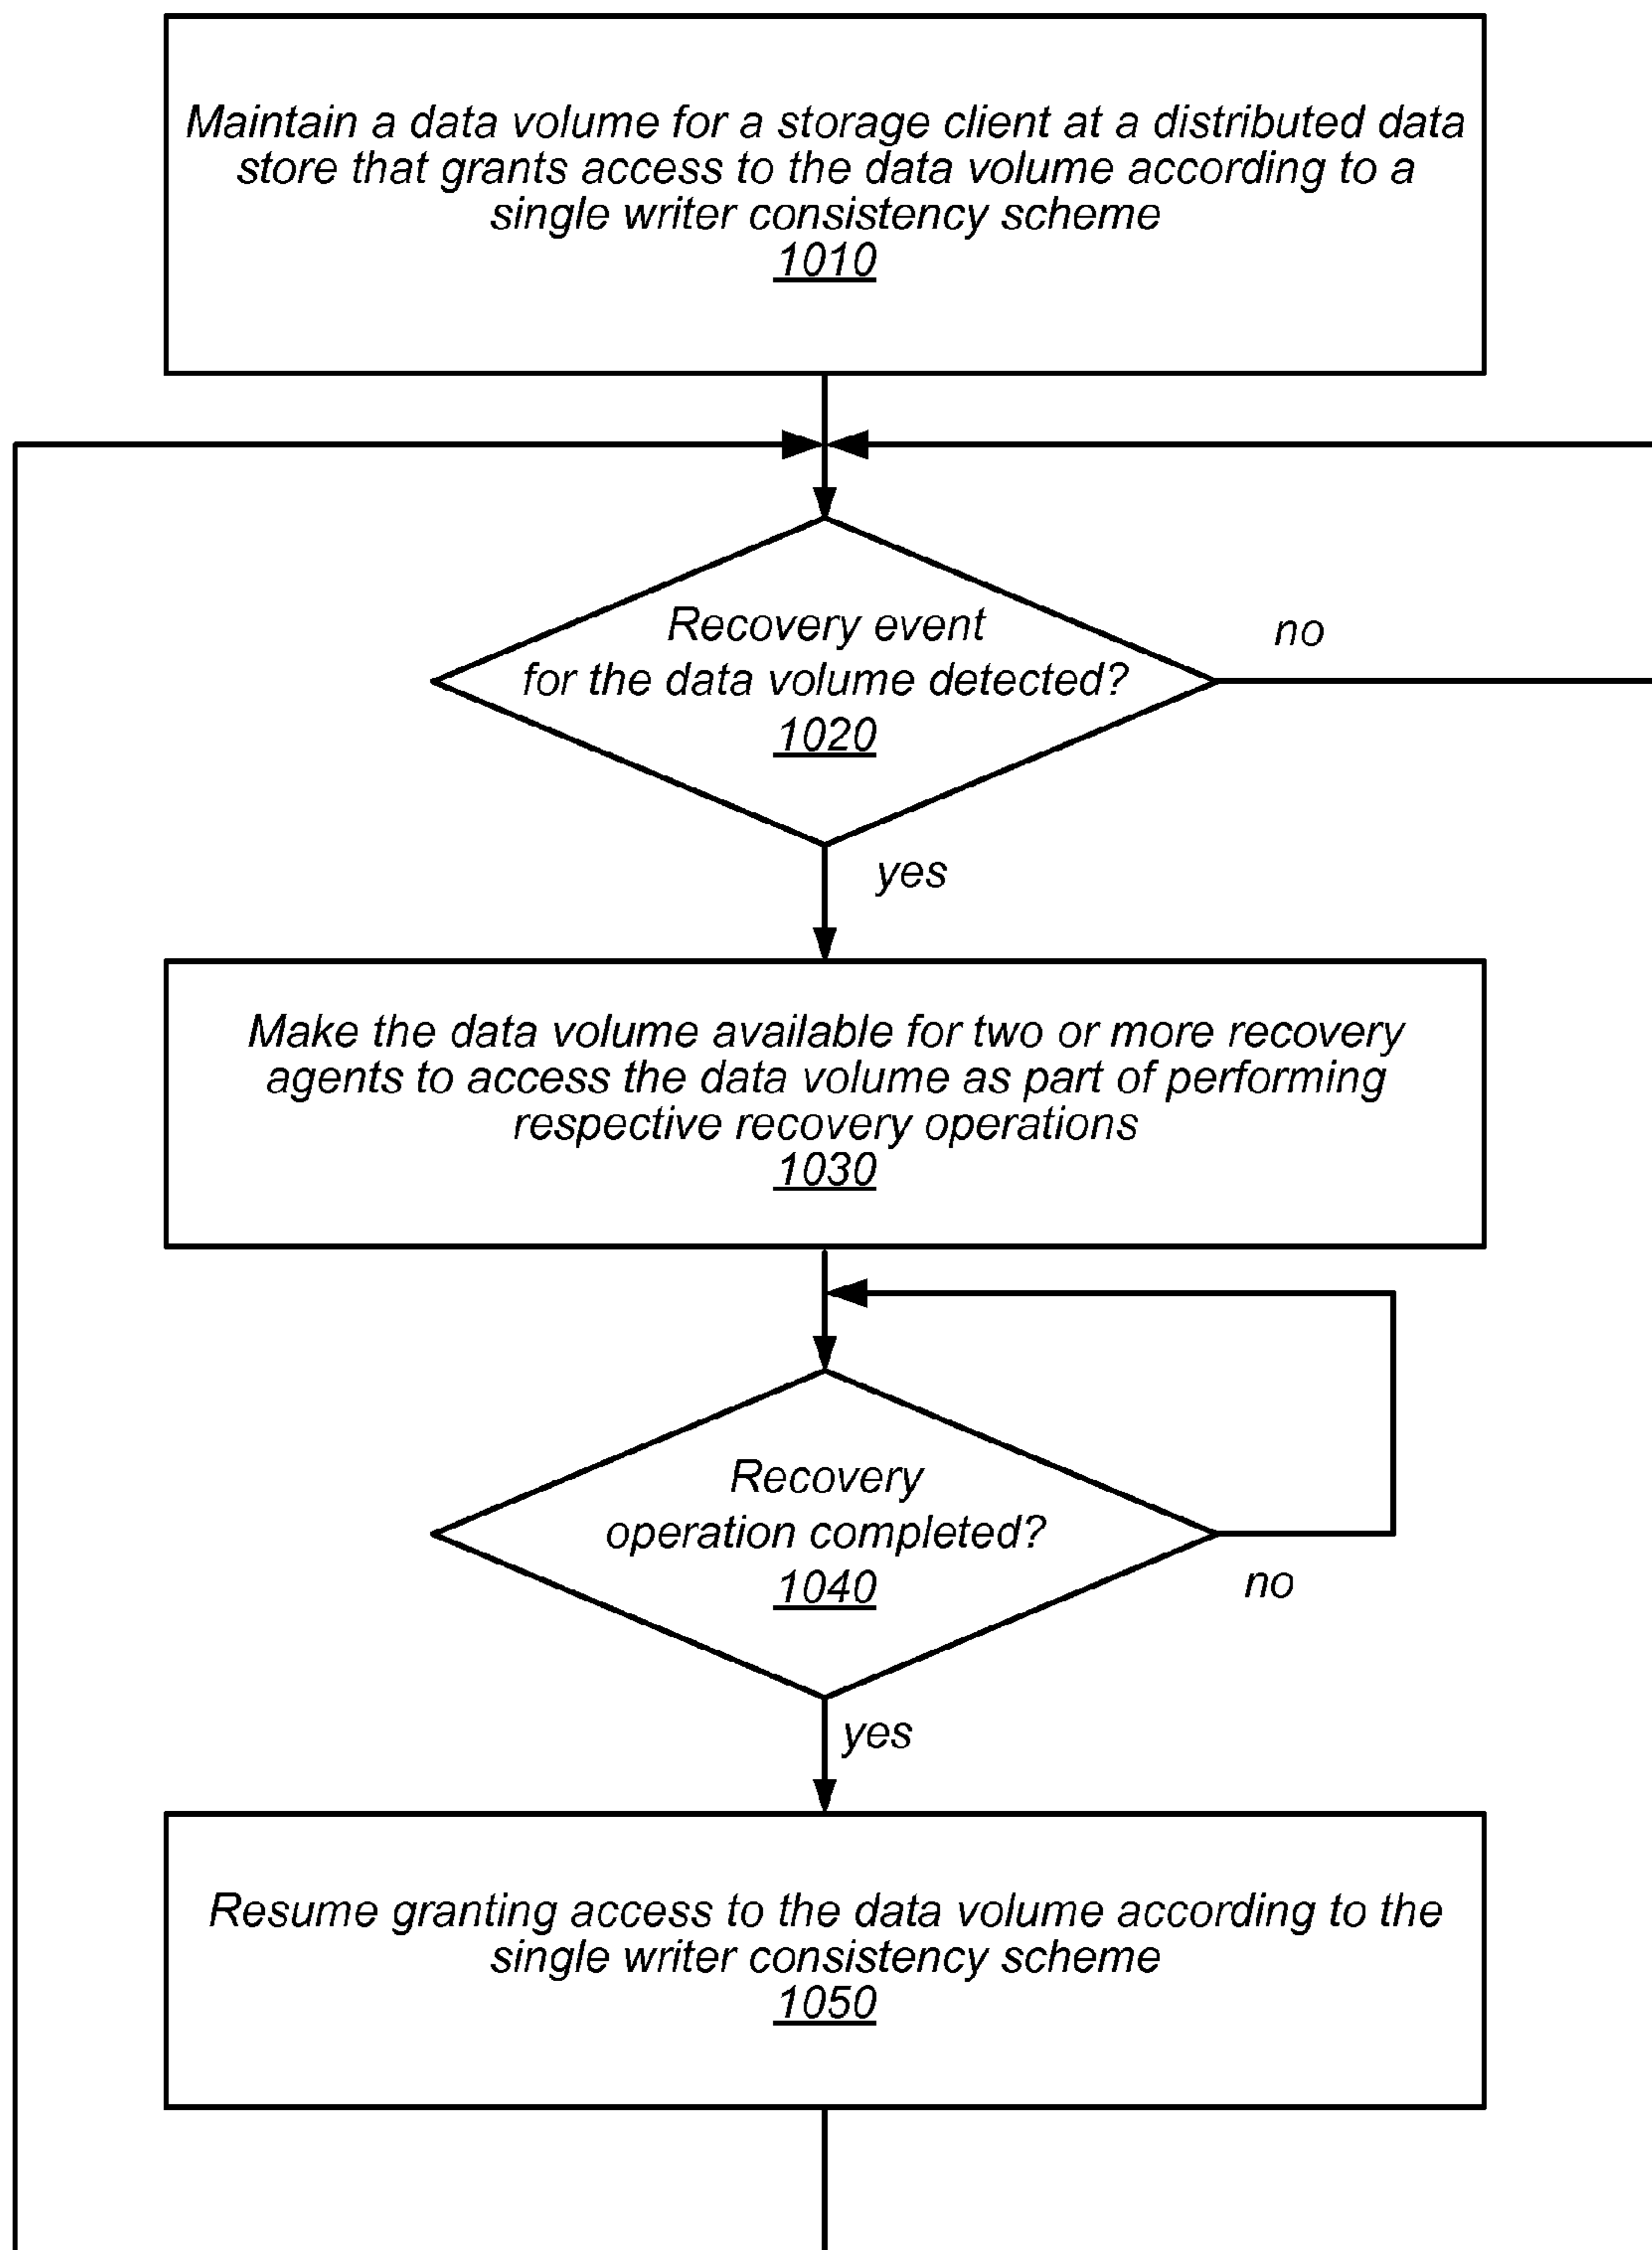 Maintain a data volume for a storage client at a distributed data
store that grants access to the data volume according to a
single writer consistency scheme
1010
Recovery event
for the data volume detected?
1020
no
yes
Make the data volume available for two or more recovery
agents to access the data volume as part of performing
respective recovery operations
1030
Recovery
operation completed?
1040
no
yes
Resume granting access to the data volume according to the
single writer consistency scheme
1050